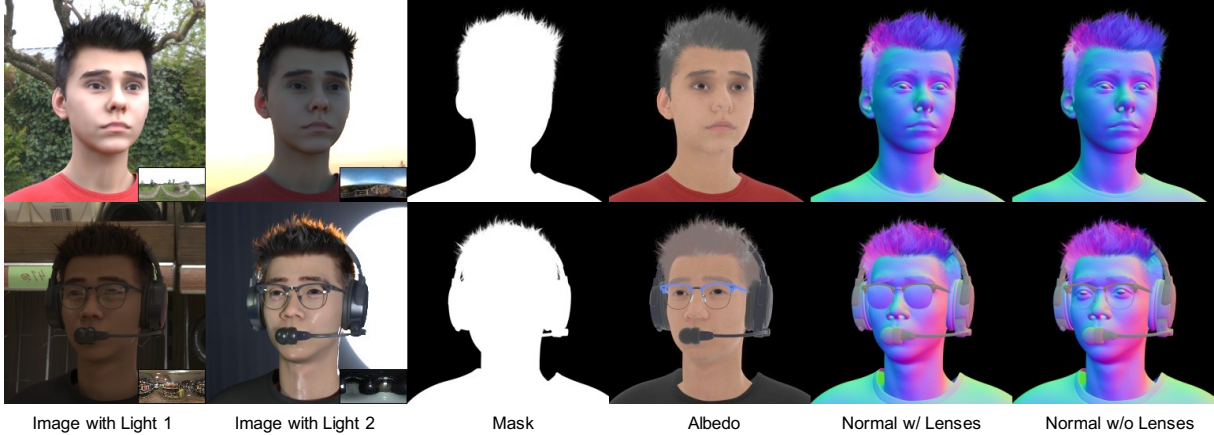 Image with Light 1
Image with Light 2
Mask
Albedo
Normal w/ Lenses
Normal w/o Lenses